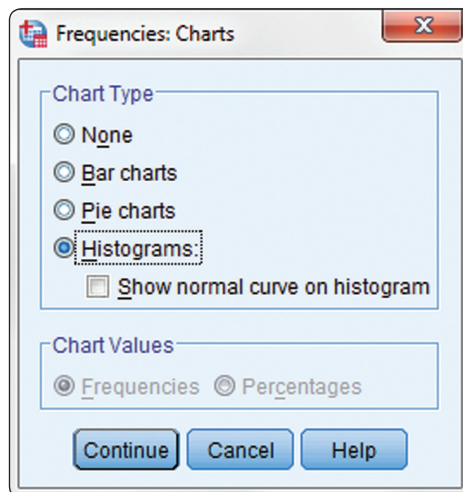 Frequencies: Charts
Chart Type
None
Bar charts
Pie charts
Histograms:
Show normal curve on histogram
Chart Values
Frequencies Percentages
Continue Cancel Help